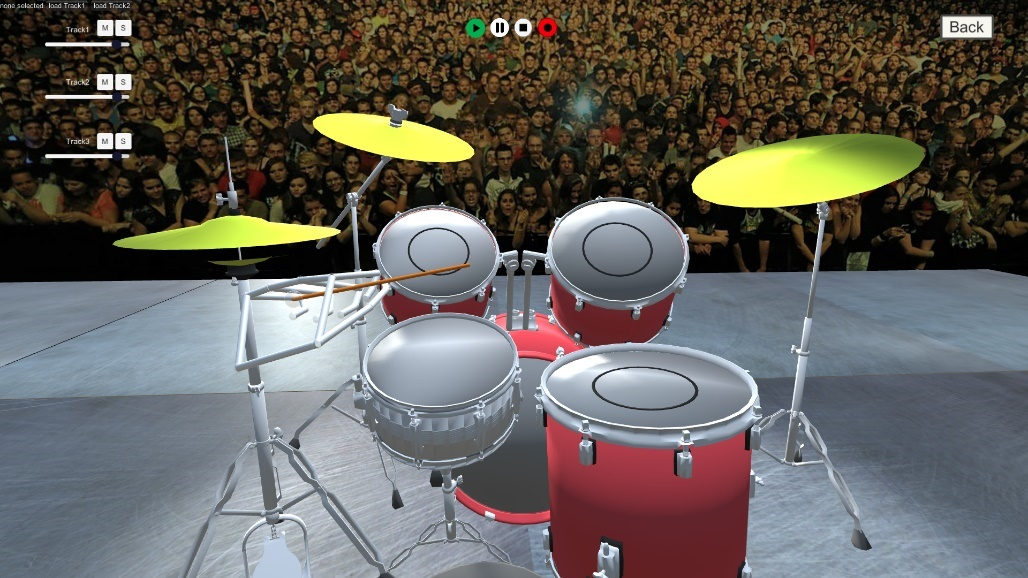 none selected load Track1 load Track2
Track1 M S
Back
Track2 M S
Track3 M S